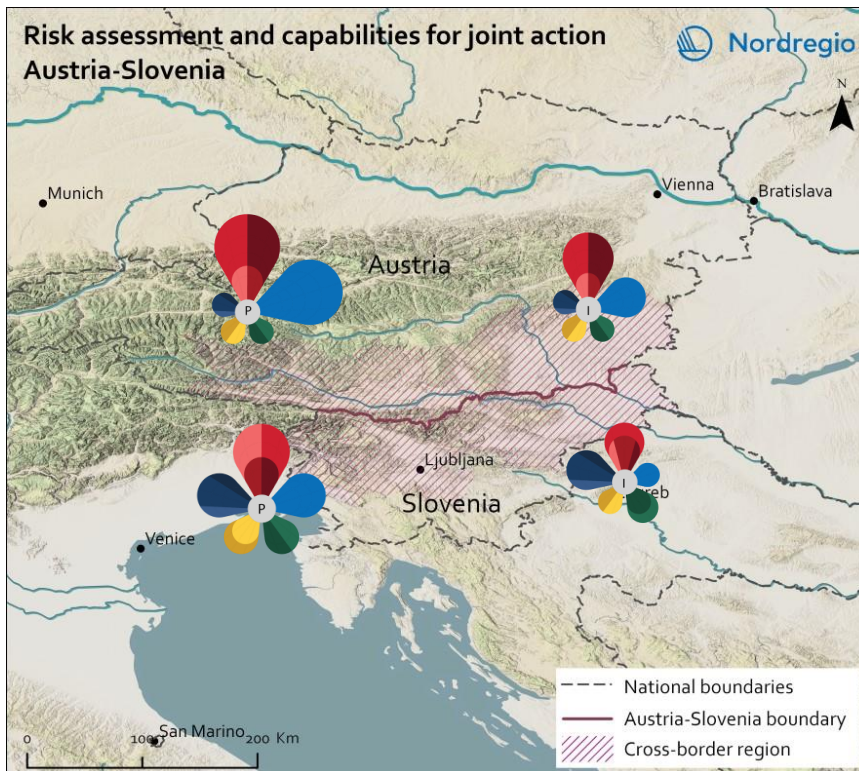 Risk assessment and capabilities for joint action
Austria-Slovenia
Nordregio
N
Munich
Vienna
Bratislava
Austria
P
I
Ljubljana
Slovenia
P
I
reb
Venice
San Marino
0 100 200 Km
National boundaries
Austria-Slovenia boundary
Cross-border region